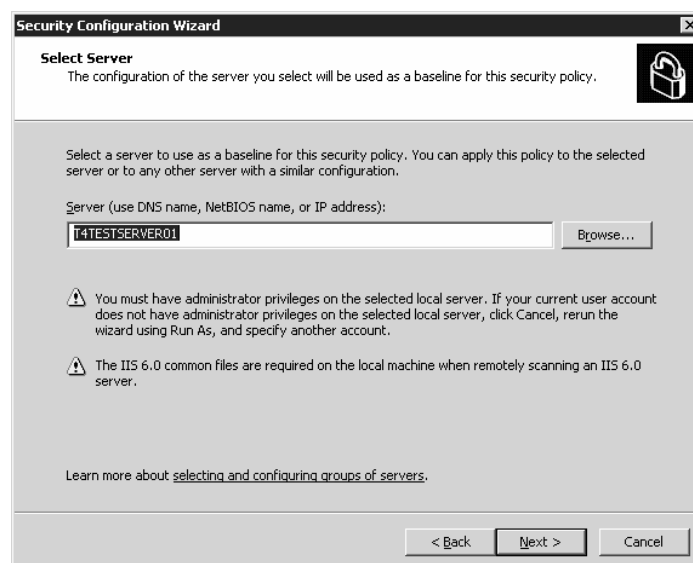 Security Configuration Wizard
Select Server
The configuration of the server you select will be used as a baseline for this security policy.
Select a server to use as a baseline for this security policy. You can apply this policy to the selected
server or to any other server with a similar configuration.
Server (use DNS name, NetBIOS name, or IP address):
T4TESTSERVER01
Browse...
You must have administrator privileges on the selected local server. If your current user account
does not have administrator privileges on the selected local server, click Cancel, rerun the
wizard using Run As, and specify another account.
The IIS 6.0 common files are required on the local machine when remotely scanning an IIS 6.0
server.
Learn more about selecting and configuring groups of servers.
< Back
Next >
Cancel